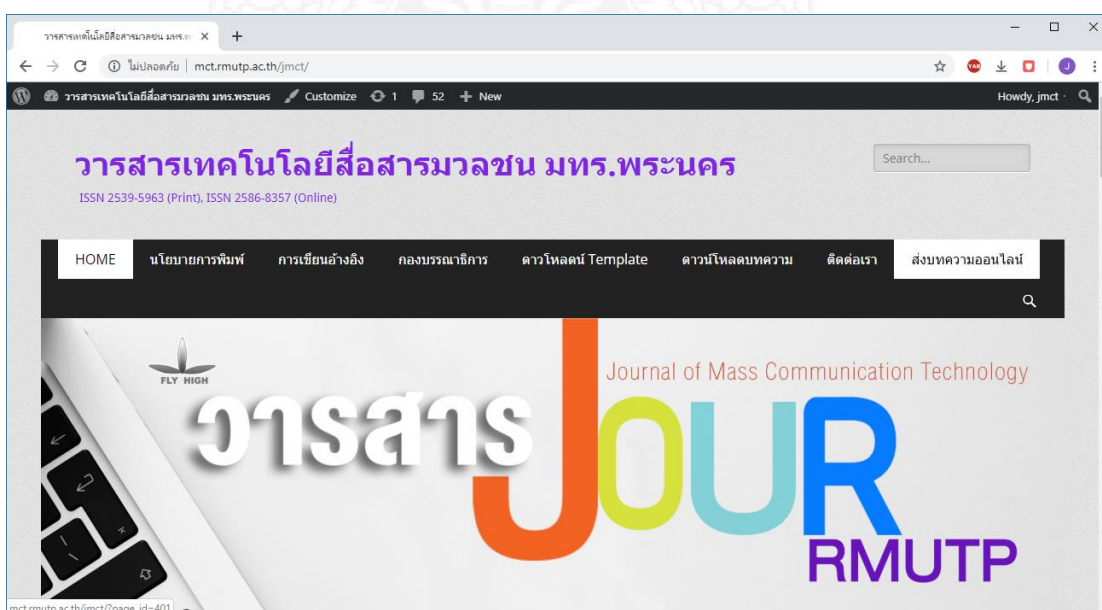 วารสารเทคโนโลยีสื่อสารมวลชน มทร.พ
ไม่ปลอดภัย | mct.rmutp.ac.th/jmct/
วารสารเทคโนโลยีสื่อสารมวลชน มทร.พระนคร Customize 1 52 + New Howdy, jmct
วารสารเทคโนโลยีสื่อสารมวลชน มทร.พระนคร
Search...
ISSN 2539-5963 (Print), ISSN 2586-8357 (Online)
HOME นโยบายการพิมพ์ การเขียนอ้างอิง กองบรรณาธิการ ดาวโหลดน์ Template ดาวน์โหลดบทความ ติดต่อเรา ส่งบทความออนไลน์
FLY HIGH
Journal of Mass Communication Technology
วารสาร JOUR
RMUTP
mct.rmutp.ac.th/jmct/?page_id=401